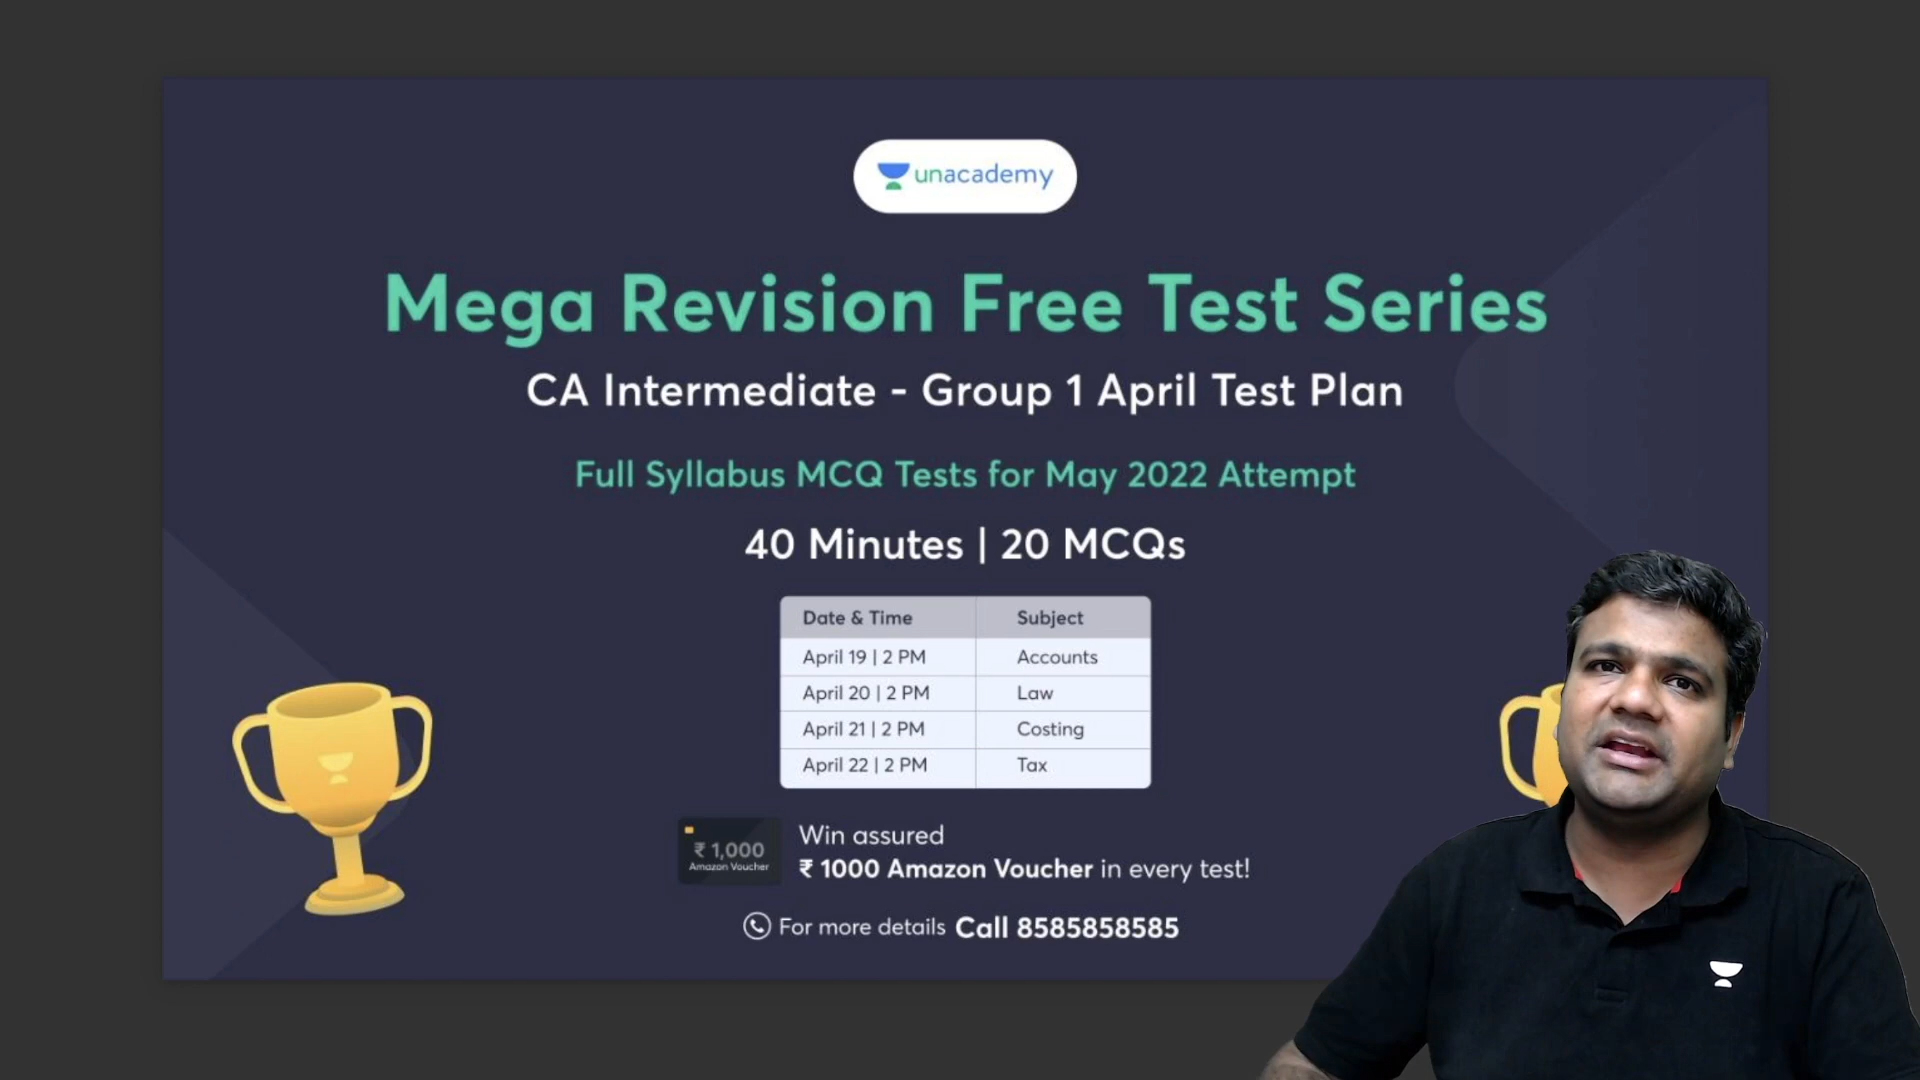 unacademy
Mega Revision Free Test Series
CA Intermediate - Group 1 April Test Plan
Full Syllabus MCQ Tests for May 2022 Attempt
40 Minutes | 20 MCQs
Date & Time Subject
April 19 | 2 PM Accounts
April 20 | 2 PM Law
April 21 | 2 PM Costing
April 22 | 2 PM Tax
₹ 1,000
Amazon Voucher
Win assured
₹ 1000 Amazon Voucher in every test!
For more details Call 8585858585